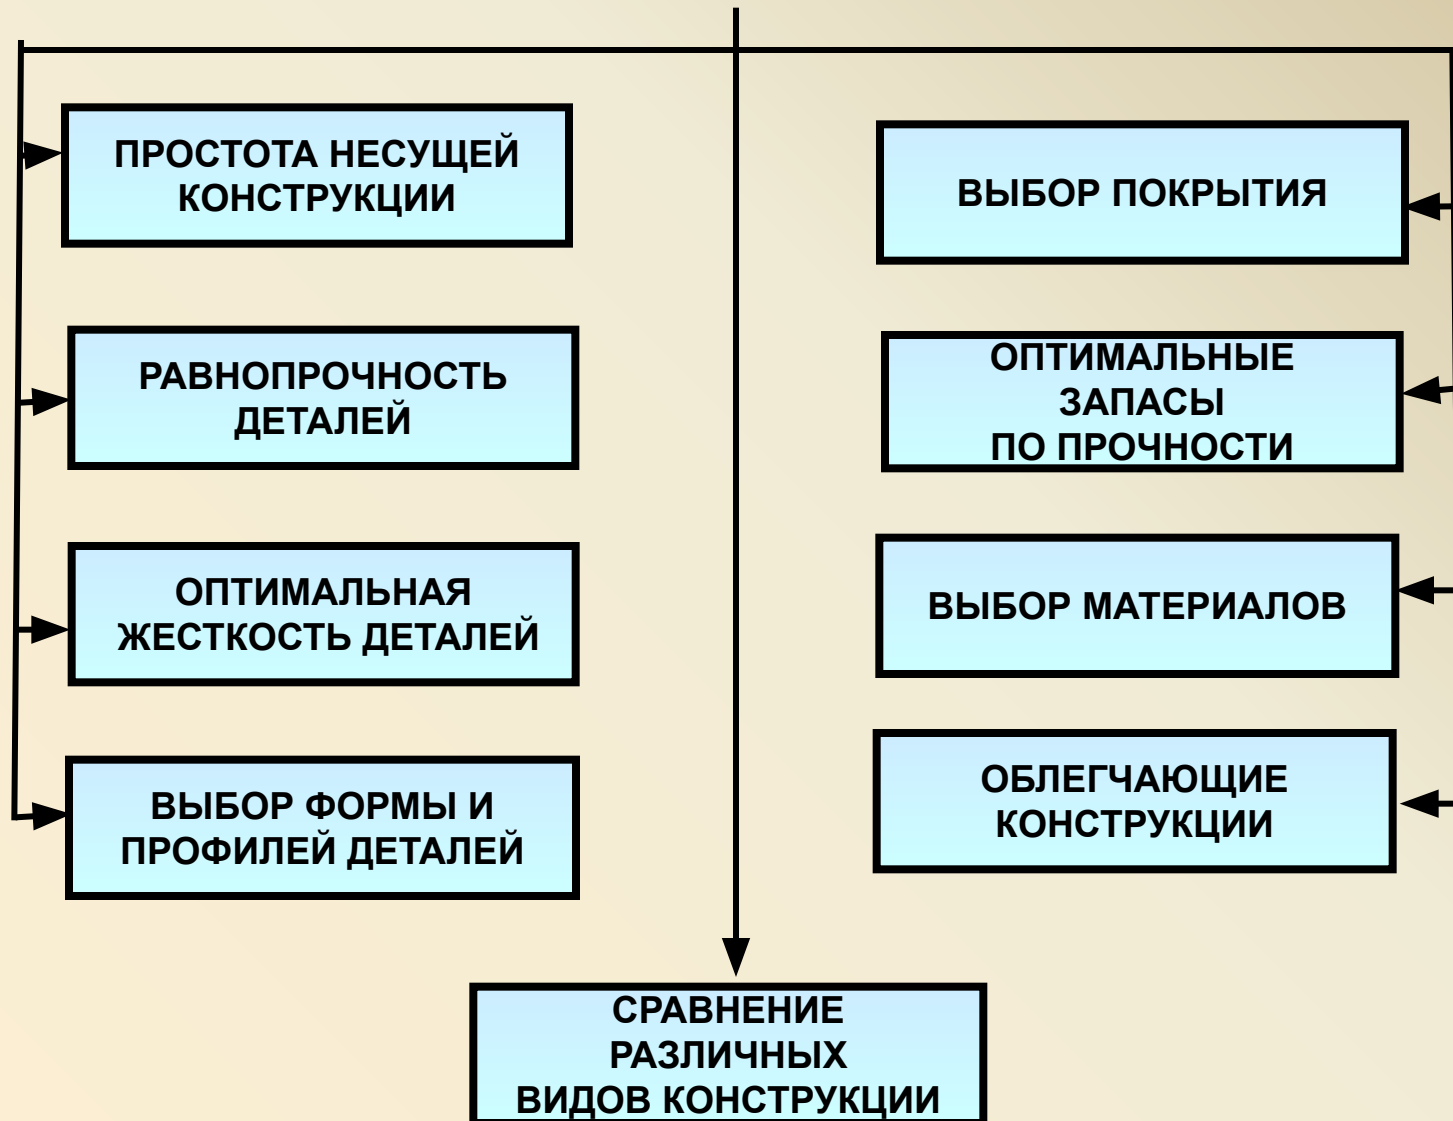 ПРОСТОТА НЕСУЩЕЙ
КОНСТРУКЦИИ
РАВНОПРОЧНОСТЬ
ДЕТАЛЕЙ
ОПТИМАЛЬНАЯ
ЖЕСТКОСТЬ ДЕТАЛЕЙ
ВЫБОР ФОРМЫ И
ПРОФИЛЕЙ ДЕТАЛЕЙ
ВЫБОР ПОКРЫТИЯ
ОПТИМАЛЬНЫЕ
ЗАПАСЫ
ПО ПРОЧНОСТИ
ВЫБОР МАТЕРИАЛОВ
ОБЛЕГЧАЮЩИЕ
КОНСТРУКЦИИ
СРАВНЕНИЕ
РАЗЛИЧНЫХ
ВИДОВ КОНСТРУКЦИИ